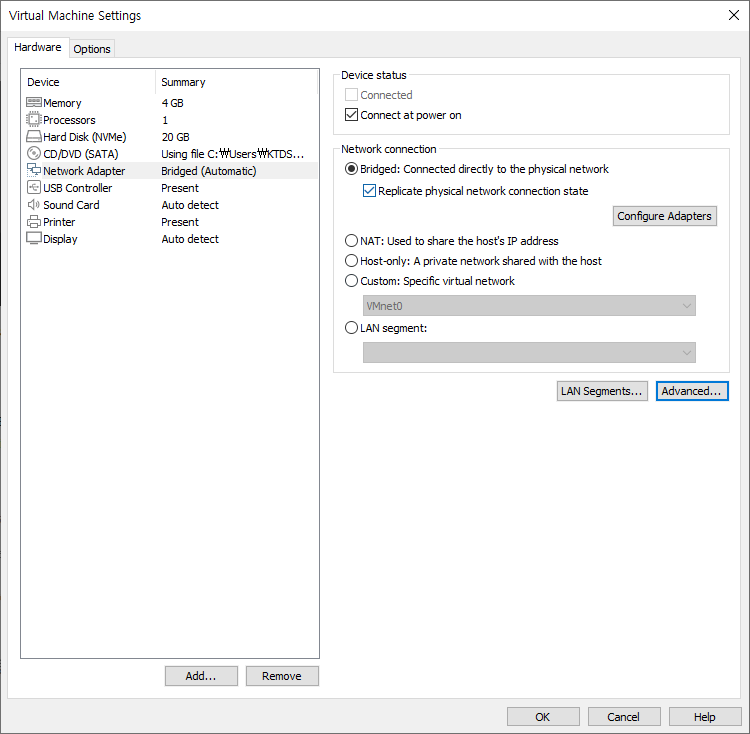 Virtual Machine Settings
Hardware
Options
Device Summary
Memory 4 GB
Processors 1
Hard Disk (NVMe) 20 GB
CD/DVD (SATA) Using file C:₩Users₩KTDS...
Network Adapter Bridged (Automatic)
USB Controller Present
Sound Card Auto detect
Printer Present
Display Auto detect
Add... Remove
Device status
Connected
Connect at power on
Network connection
Bridged: Connected directly to the physical network
Replicate physical network connection state
Configure Adapters
NAT: Used to share the host's IP address
Host-only: A private network shared with the host
Custom: Specific virtual network
VMnet0
LAN segment:
LAN Segments... Advanced...
OK Cancel Help